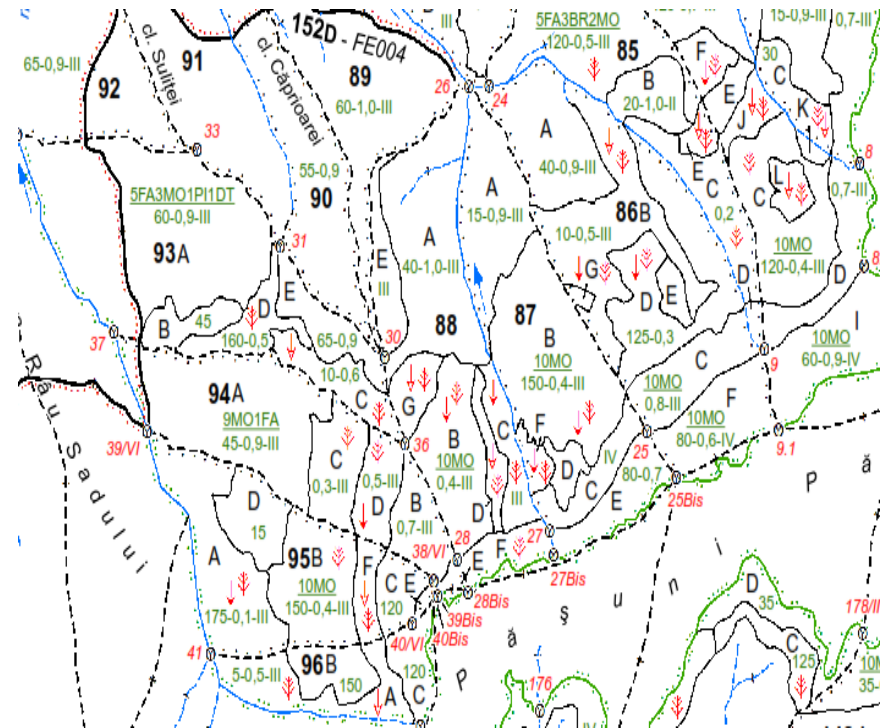 III
5FA3BR2MO
120-0,5-III
85
15-0,9-III
0,7-III
152D - FE004
91
92
65-0,9-III
cl. Suliței
cl. Căprioarei
89
60-1,0-III
26
24
F
B
20-1,0-II
E
30
C
J
K
33
A
40-0,9-III
E
C
L
8
55-0,9
90
0,7-III
5FA3MO1PI1DT
60-0,9-III
A
15-0,9-III
86B
10-0,5-III
0,2
C
93A
31
A
40-1,0-III
E
III
G
D
E
10MO
120-0,4-III
D
D
8
E
B
45
D
160-0,5
65-0,9
88
87
125-0,3
I
10MO
60-0,9-IV
37
30
10-0,6
B
10MO
150-0,4-III
C
9
94A
9MO1FA
45-0,9-III
C
G
10MO
0,8-III
F
10MO
80-0,6-IV
39/VI
36
B
10MO
0,4-III
C
F
IV
25
9.1
Râu Sadului
C
0,3-III
0,5-III
D
D
C
E
80-0,7
25Bis
Pășuni
D
15
B
0,7-III
D
III
A
175-0,1-III
95B
10MO
150-0,4-III
F
38/VI
28
E
F
27
27Bis
C
120
E
28Bis
39Bis
40Bis
40/VI
D
35
178/II
41
5-0,5-III
96B
150
A
120
C
176
C
125
10M
35-
IV